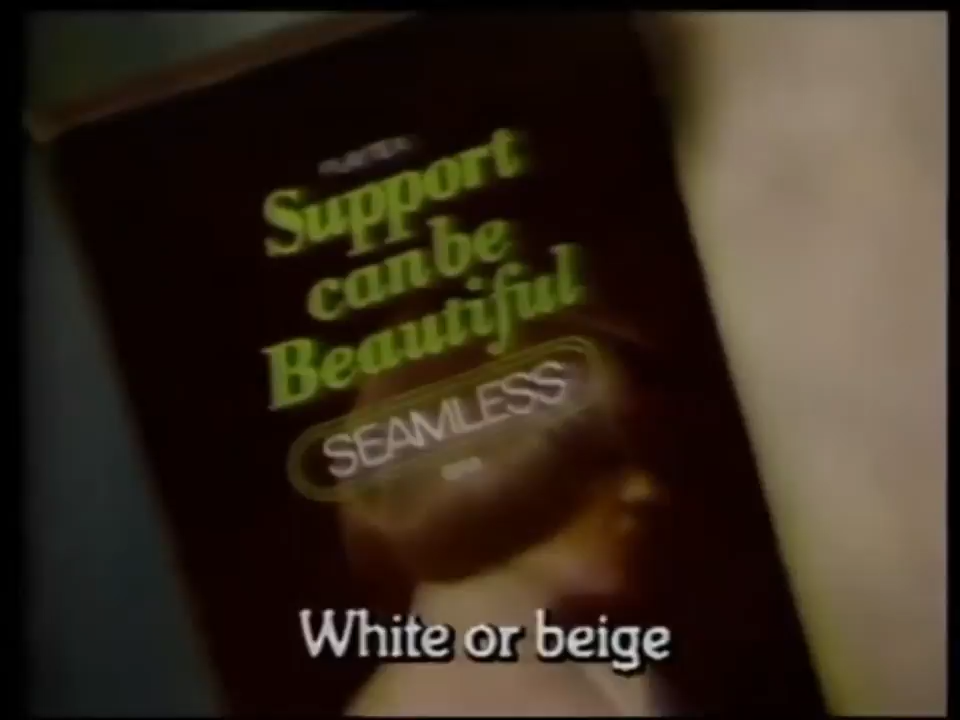 Support
can be
Beautiful
SEAMLESS
White or beige